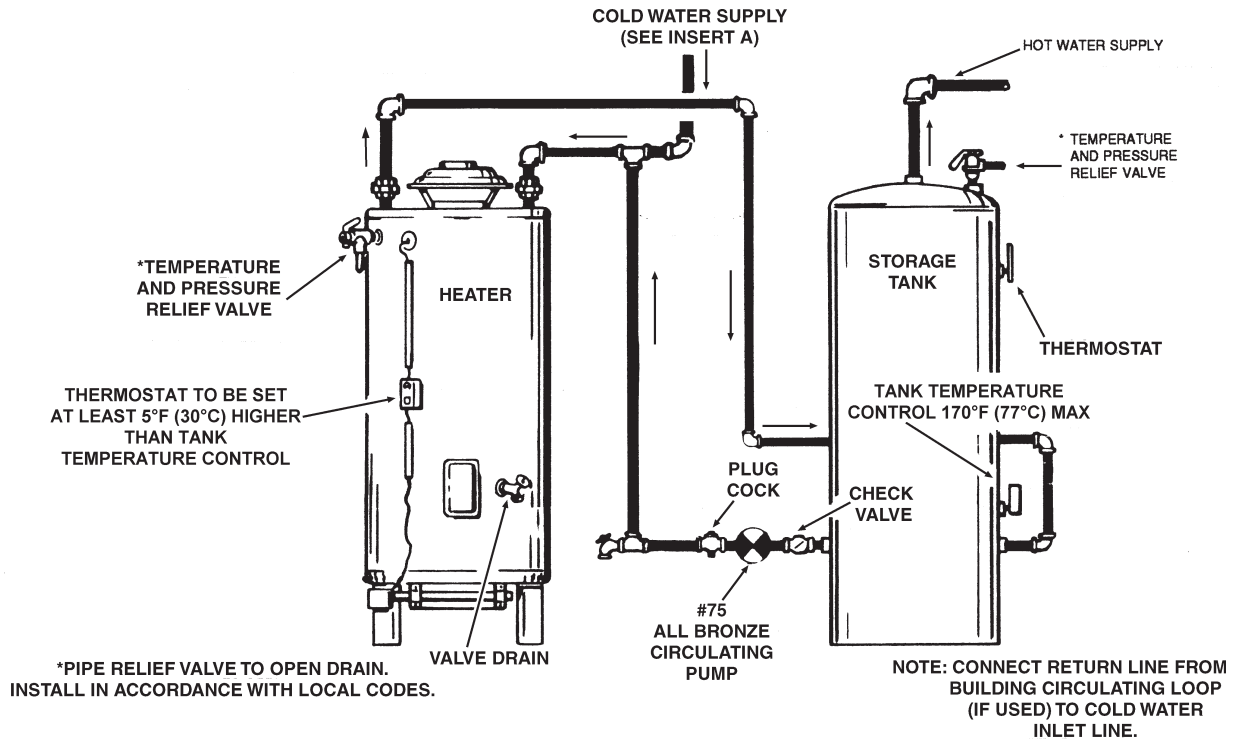 COLD WATER SUPPLY
(SEE INSERT A)
HOT WATER SUPPLY
* TEMPERATURE
AND PRESSURE
RELIEF VALVE
*TEMPERATURE
AND PRESSURE
RELIEF VALVE
HEATER
STORAGE
TANK
THERMOSTAT
THERMOSTAT TO BE SET
AT LEAST 5°F (30°C) HIGHER
THAN TANK
TEMPERATURE CONTROL
TANK TEMPERATURE
CONTROL 170°F (77°C) MAX
PLUG
COCK
CHECK
VALVE
#75
ALL BRONZE
CIRCULATING
PUMP
VALVE DRAIN
*PIPE RELIEF VALVE TO OPEN DRAIN.
INSTALL IN ACCORDANCE WITH LOCAL CODES.
NOTE: CONNECT RETURN LINE FROM
BUILDING CIRCULATING LOOP
(IF USED) TO COLD WATER
INLET LINE.